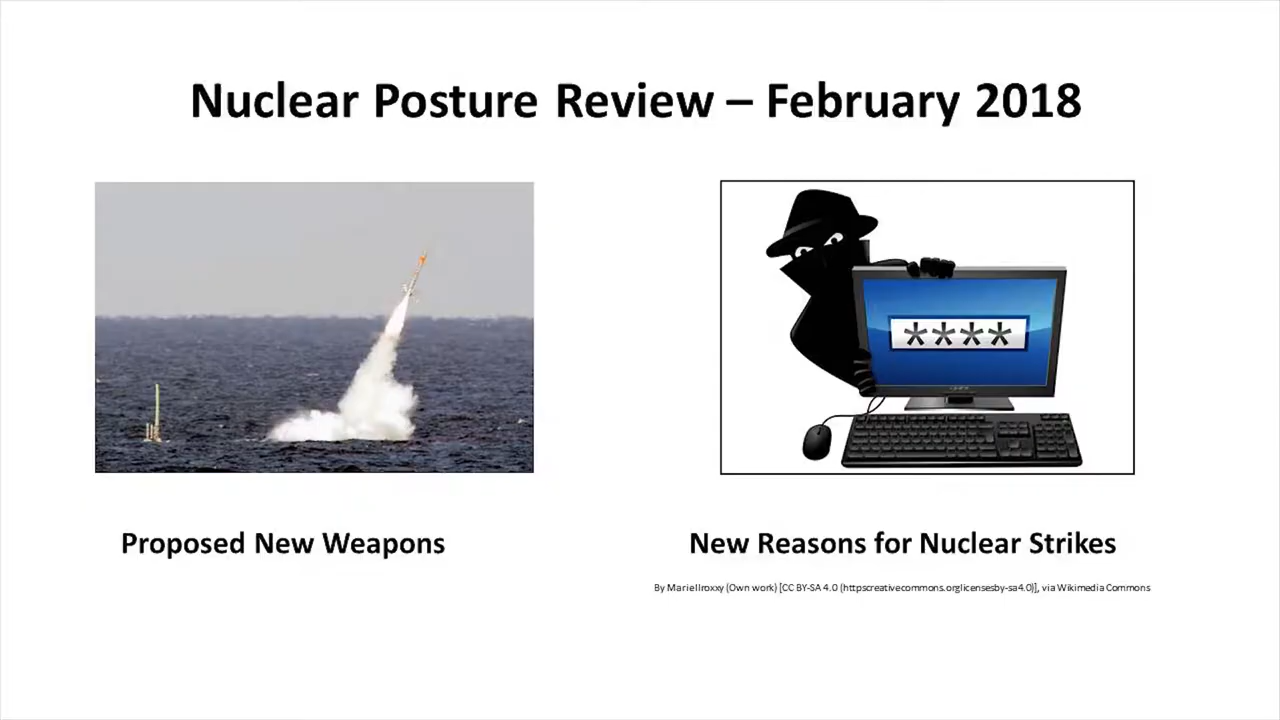 Nuclear Posture Review – February 2018
****
Proposed New Weapons
New Reasons for Nuclear Strikes
By Mariellroxxy (Own work) [CC BY-SA 4.0 (httpscreativecommons.orglicensesby-sa4.0)], via Wikimedia Commons